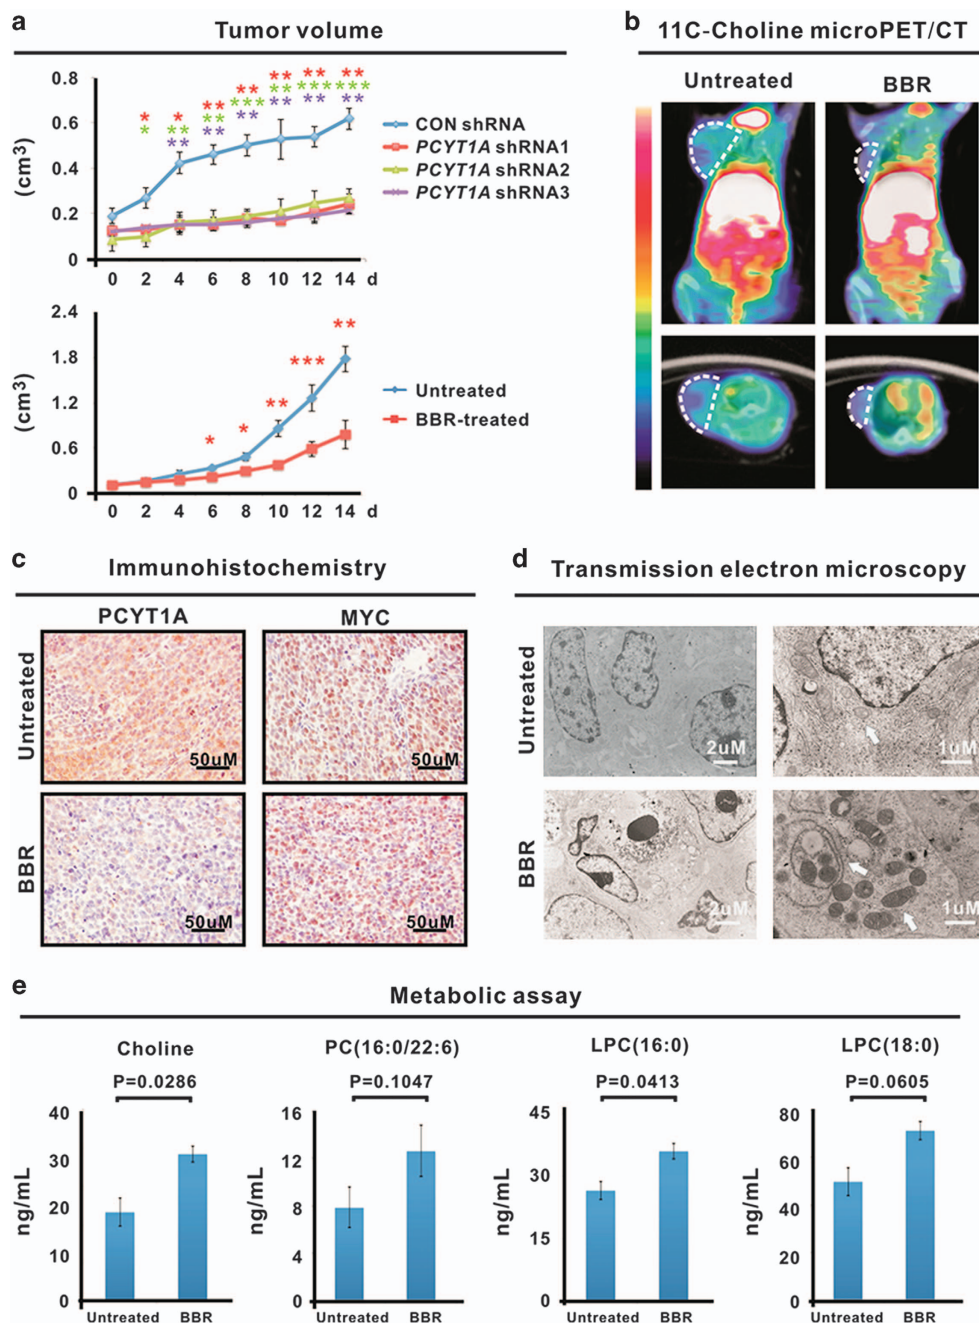 a
Tumor volume
0.8
0.6
0.4
0.2
0
(cm3)
* ** ** ** ** **
* ** ** *** ** *** ***
** ** ** ** ** **
CON shRNA
PCYT1A shRNA1
PCYT1A shRNA2
PCYT1A shRNA3
0 2 4 6 8 10 12 14 d
2.4
1.8
1.2
0.6
0
(cm3)
* * ** *** **
Untreated
BBR-treated
0 2 4 6 8 10 12 14 d
b
11C-Choline microPET/CT
Untreated BBR
c
Immunohistochemistry
PCYT1A MYC
Untreated
50uM 50uM
BBR
50uM 50uM
d
Transmission electron microscopy
Untreated
2uM 1uM
BBR
2uM 1uM
e
Metabolic assay
Choline
P=0.0286
40
30
20
10
0
ng/mL
Untreated BBR
PC(16:0/22:6)
P=0.1047
16
12
8
4
0
ng/mL
Untreated BBR
LPC(16:0)
P=0.0413
45
30
15
0
ng/mL
Untreated BBR
LPC(18:0)
P=0.0605
80
60
40
20
0
ng/mL
Untreated BBR